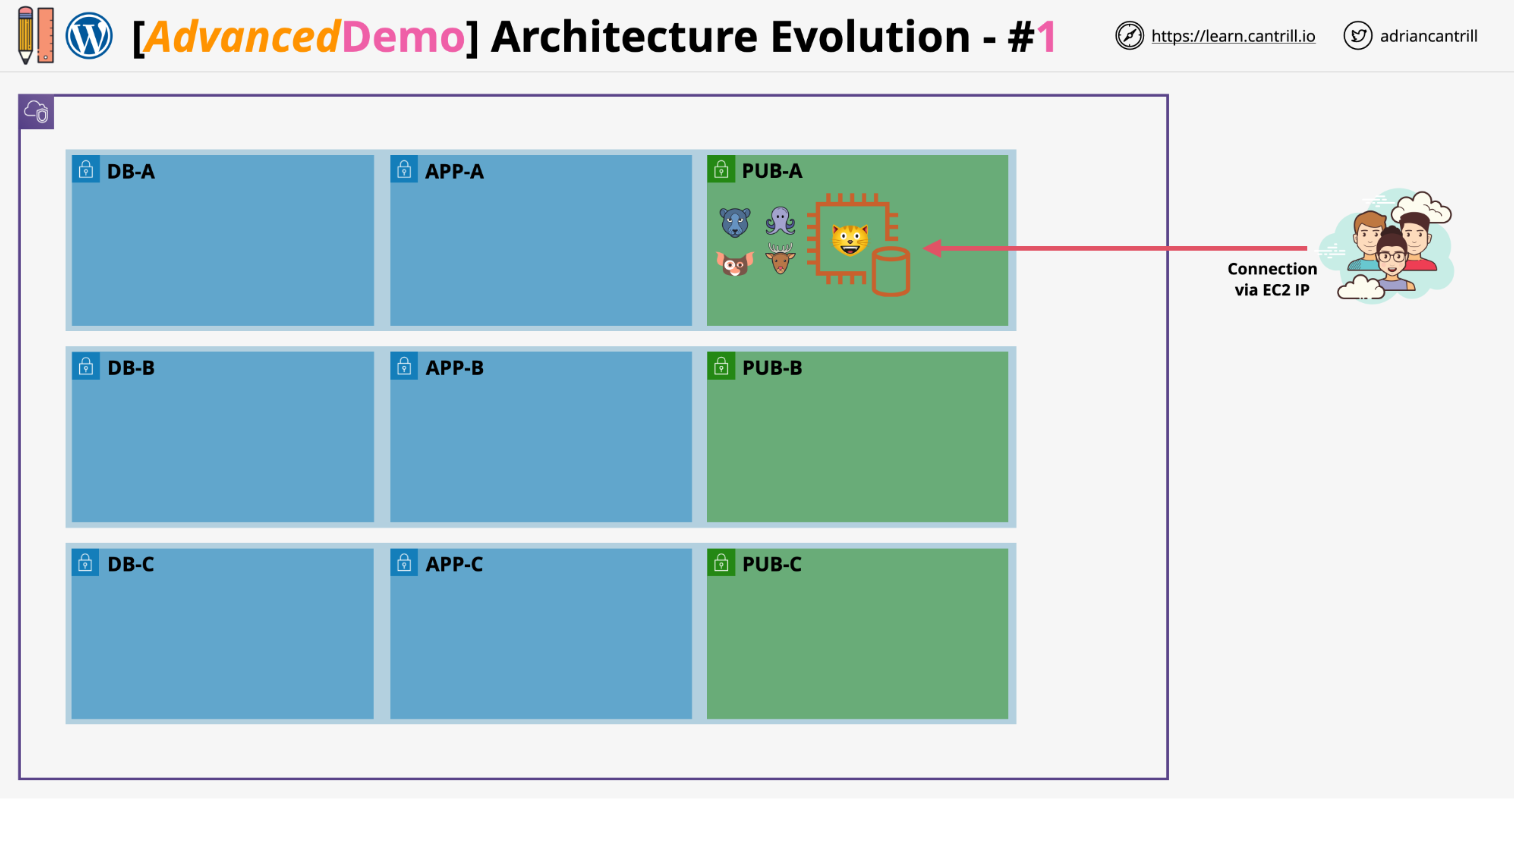 [AdvancedDemo] Architecture Evolution - #1
https://learn.cantrill.io
adriancantrill
DB-A
APP-A
PUB-A
Connection
via EC2 IP
DB-B
APP-B
PUB-B
DB-C
APP-C
PUB-C